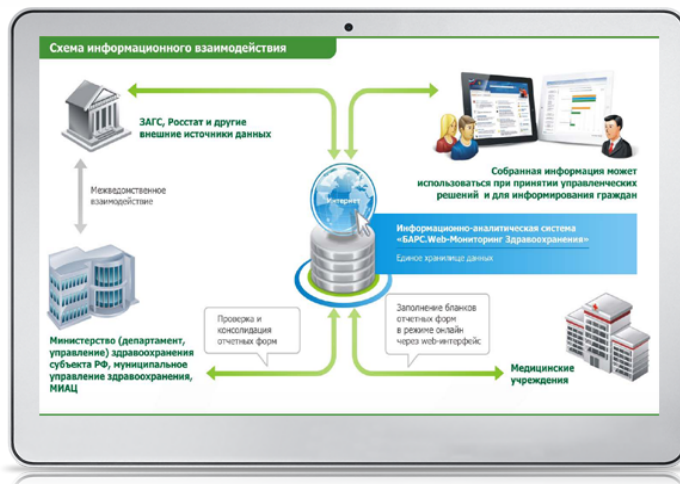 Схема информационного взаимодействия
ЗАГС, Росстат и другие
внешние источники данных
Собранная информация может
использоваться при принятии управленческих
решений и для информирования граждан
Межведомственное
взаимодействие
Интернет
Информационно-аналитическая система
«БАРС.Web-Мониторинг Здравоохранения»
Единое хранилище данных
Проверка и
консолидация
отчетных форм
Заполнение бланков
отчетных форм
в режиме онлайн
через web-интерфейс
Министерство (департамент,
управление) здравоохранения
субъекта РФ, муниципальное
управление здравоохранения,
МИАЦ
Медицинские
учреждения